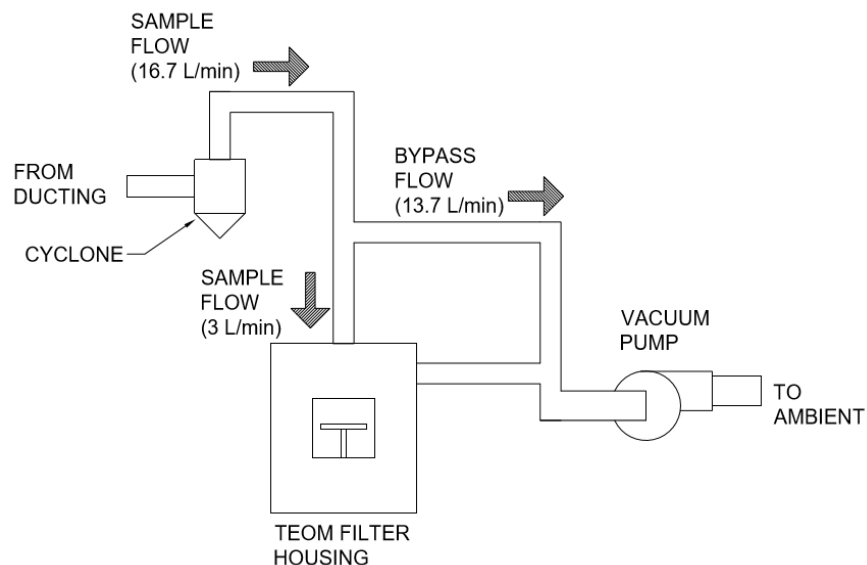 SAMPLE
FLOW
(16.7 L/min)
FROM
DUCTING
BYPASS
FLOW
(13.7 L/min)
CYCLONE
SAMPLE
FLOW
(3 L/min)
VACUUM
PUMP
TO
AMBIENT
TEOM FILTER
HOUSING